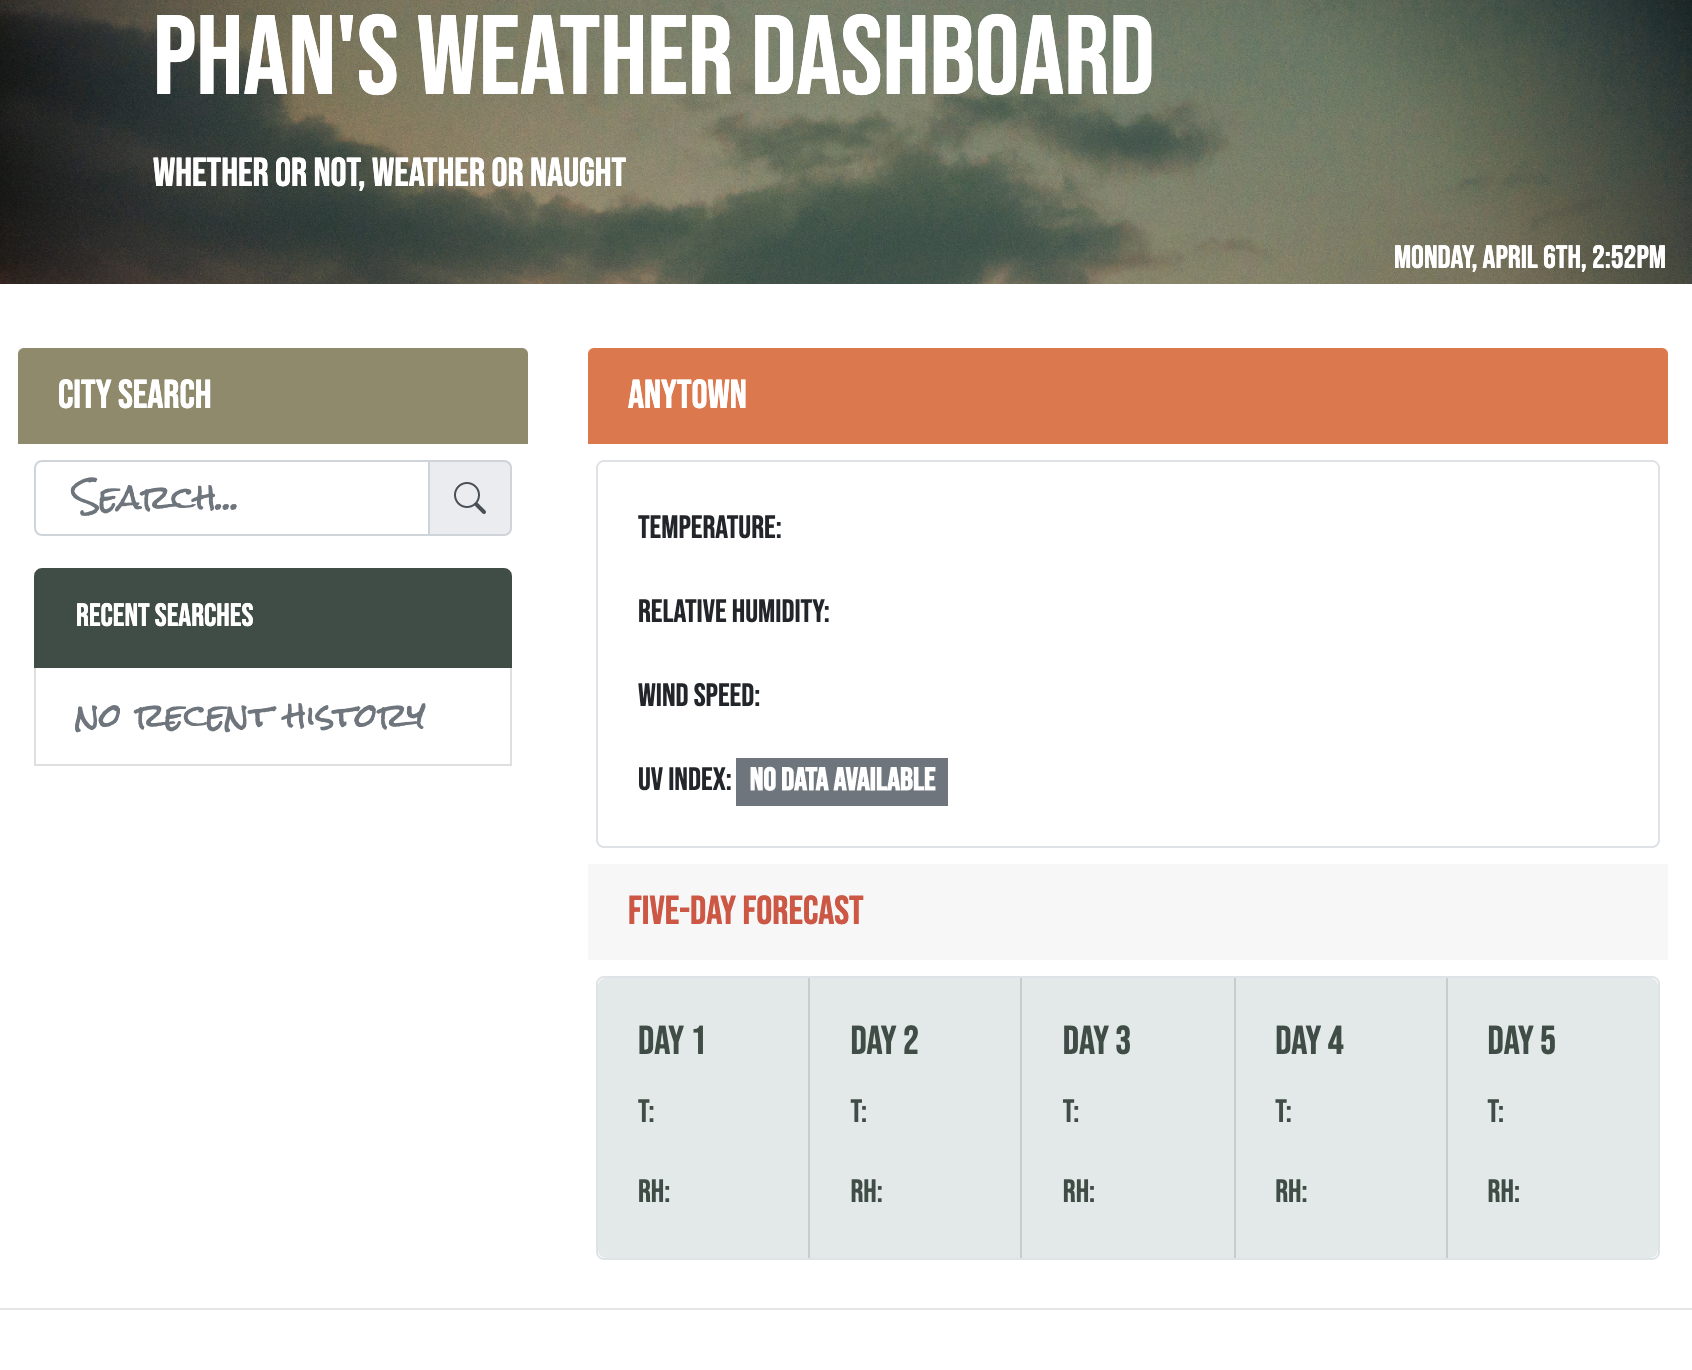 PHAN'S WEATHER DASHBOARD
WHETHER OR NOT, WEATHER OR NAUGHT
MONDAY, APRIL 6TH, 2:52PM
CITY SEARCH
Search...
RECENT SEARCHES
NO RECENT HISTORY
ANYTOWN
TEMPERATURE:
RELATIVE HUMIDITY:
WIND SPEED:
UV INDEX: NO DATA AVAILABLE
FIVE-DAY FORECAST
DAY 1
T:
RH:
DAY 2
T:
RH:
DAY 3
T:
RH:
DAY 4
T:
RH:
DAY 5
T:
RH: